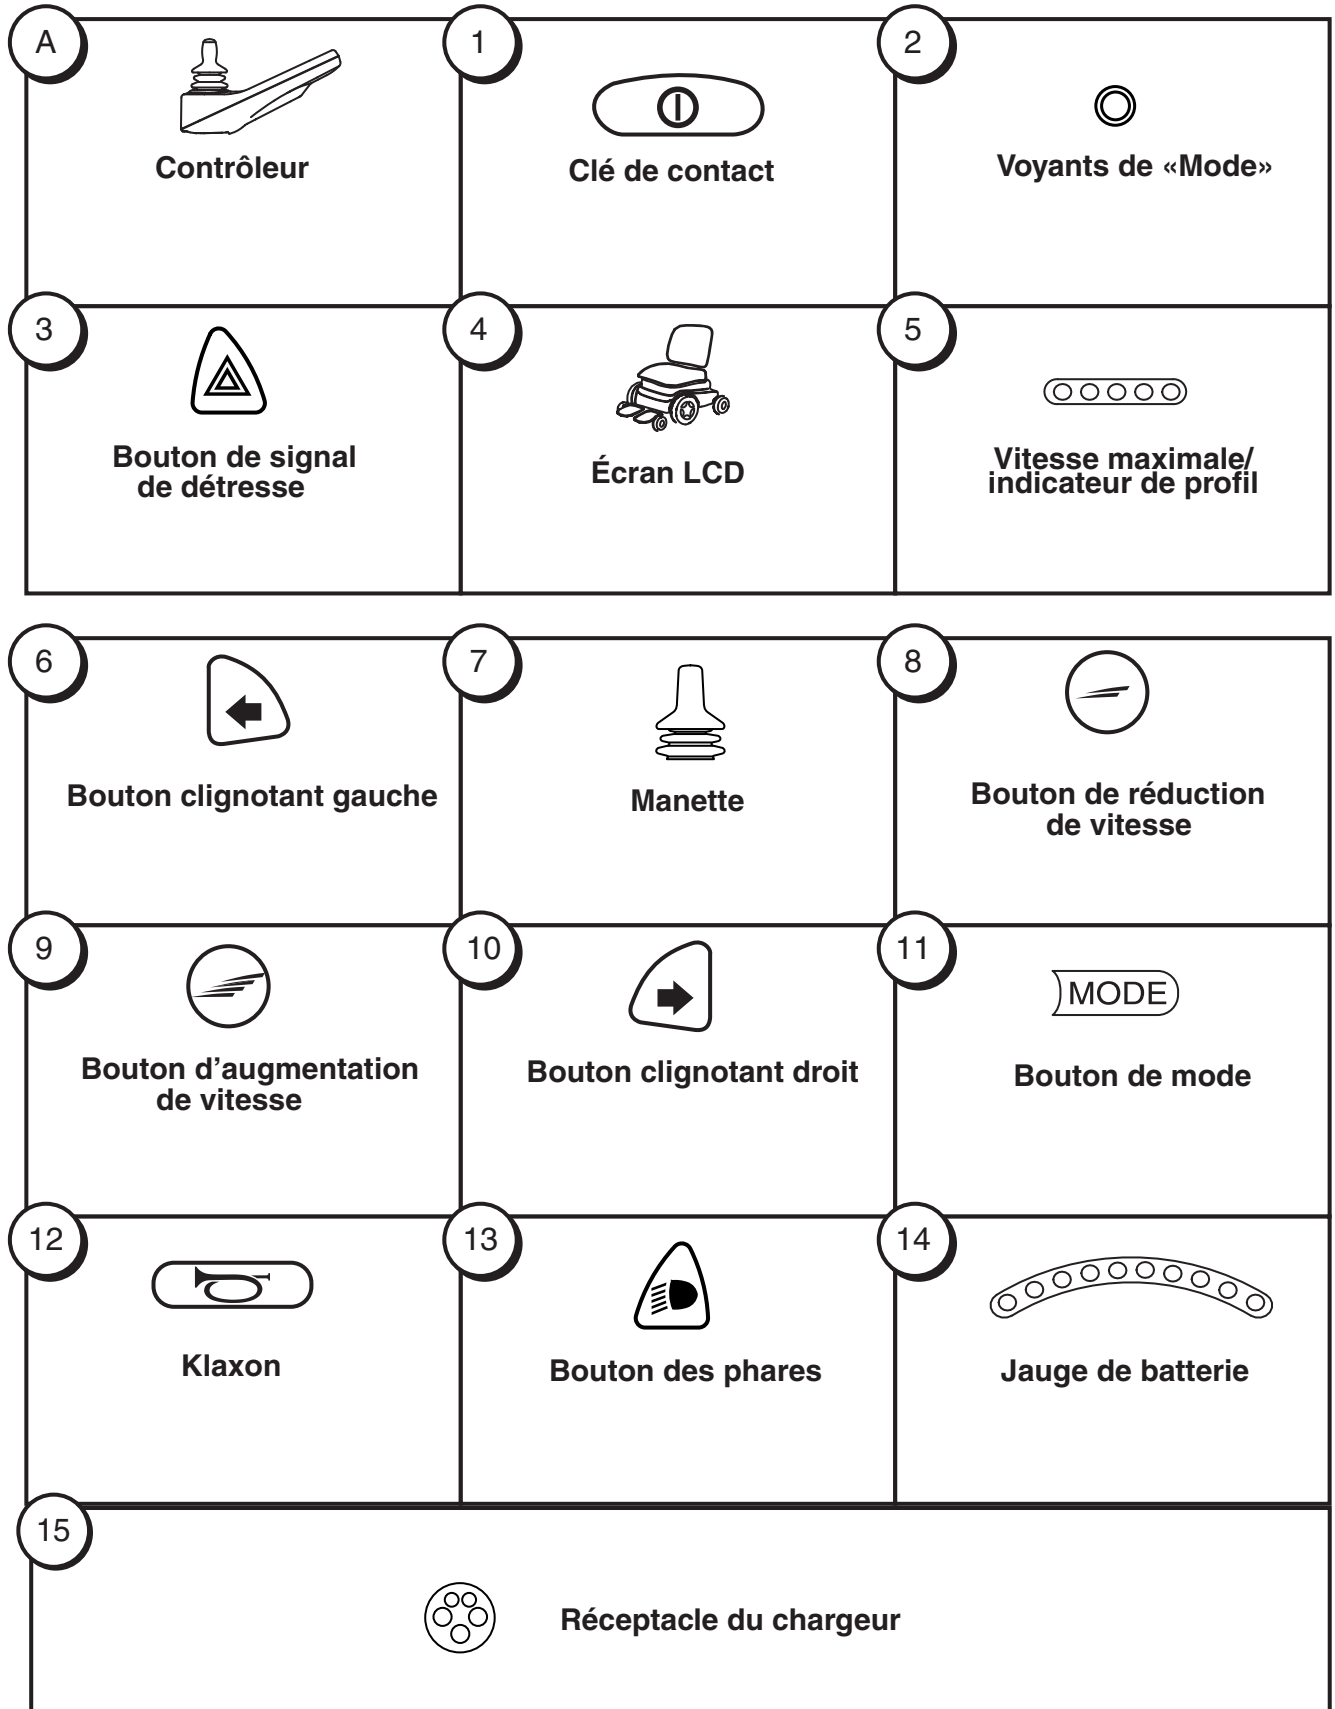 A
Contrôleur
1
Clé de contact
2
Voyants de «Mode»
3
Bouton de signal
de détresse
4
Écran LCD
5
Vitesse maximale/
indicateur de profil
6
Bouton clignotant gauche
7
Manette
8
Bouton de réduction
de vitesse
9
Bouton d’augmentation
de vitesse
10
Bouton clignotant droit
11
MODE
Bouton de mode
12
Klaxon
13
Bouton des phares
14
Jauge de batterie
15
Réceptacle du chargeur